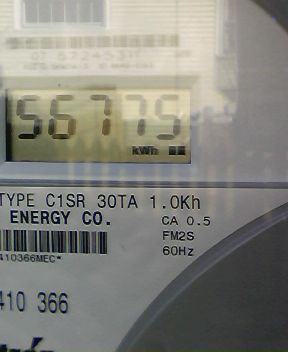 56775
kWh
TYPE C1SR 30TA 1.0Kh
ENERGY CO.
CA 0.5
FM2S
60Hz
410366MEC*
410 366